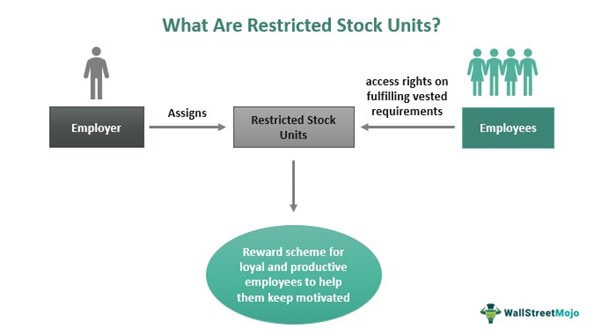 What Are Restricted Stock Units?
Employer
Assigns
Restricted Stock
Units
access rights on
fulfilling vested
requirements
Employees
Reward scheme for
loyal and productive
employees to help
them keep motivated
WallStreetMojo